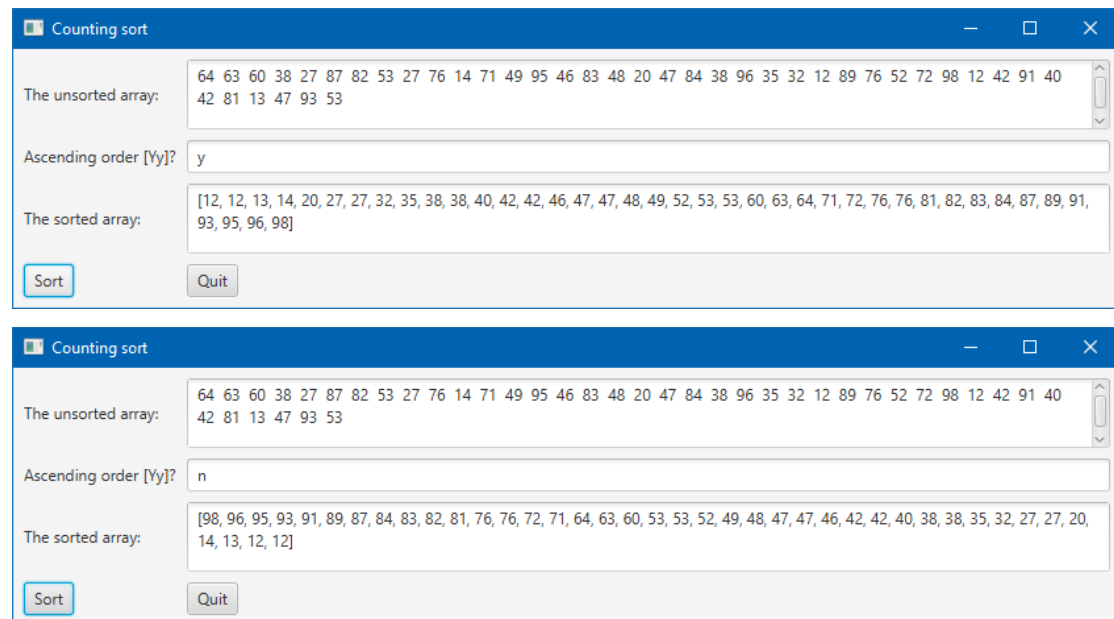 Counting sort
The unsorted array:
64 63 60 38 27 87 82 53 27 76 14 71 49 95 46 83 48 20 47 84 38 96 35 32 12 89 76 52 72 98 12 42 91 40
42 81 13 47 93 53
Ascending order [Yy]? y
The sorted array:
[12, 12, 13, 14, 20, 27, 27, 32, 35, 38, 38, 40, 42, 42, 46, 47, 47, 48, 49, 52, 53, 53, 60, 63, 64, 71, 72, 76, 76, 81, 82, 83, 84, 87, 89, 91,
93, 95, 96, 98]
Sort Quit
Counting sort
The unsorted array:
64 63 60 38 27 87 82 53 27 76 14 71 49 95 46 83 48 20 47 84 38 96 35 32 12 89 76 52 72 98 12 42 91 40
42 81 13 47 93 53
Ascending order [Yy]? n
The sorted array:
[98, 96, 95, 93, 91, 89, 87, 84, 83, 82, 81, 76, 76, 72, 71, 64, 63, 60, 53, 53, 52, 49, 48, 47, 47, 46, 42, 42, 40, 38, 38, 35, 32, 27, 27, 20,
14, 13, 12, 12]
Sort Quit